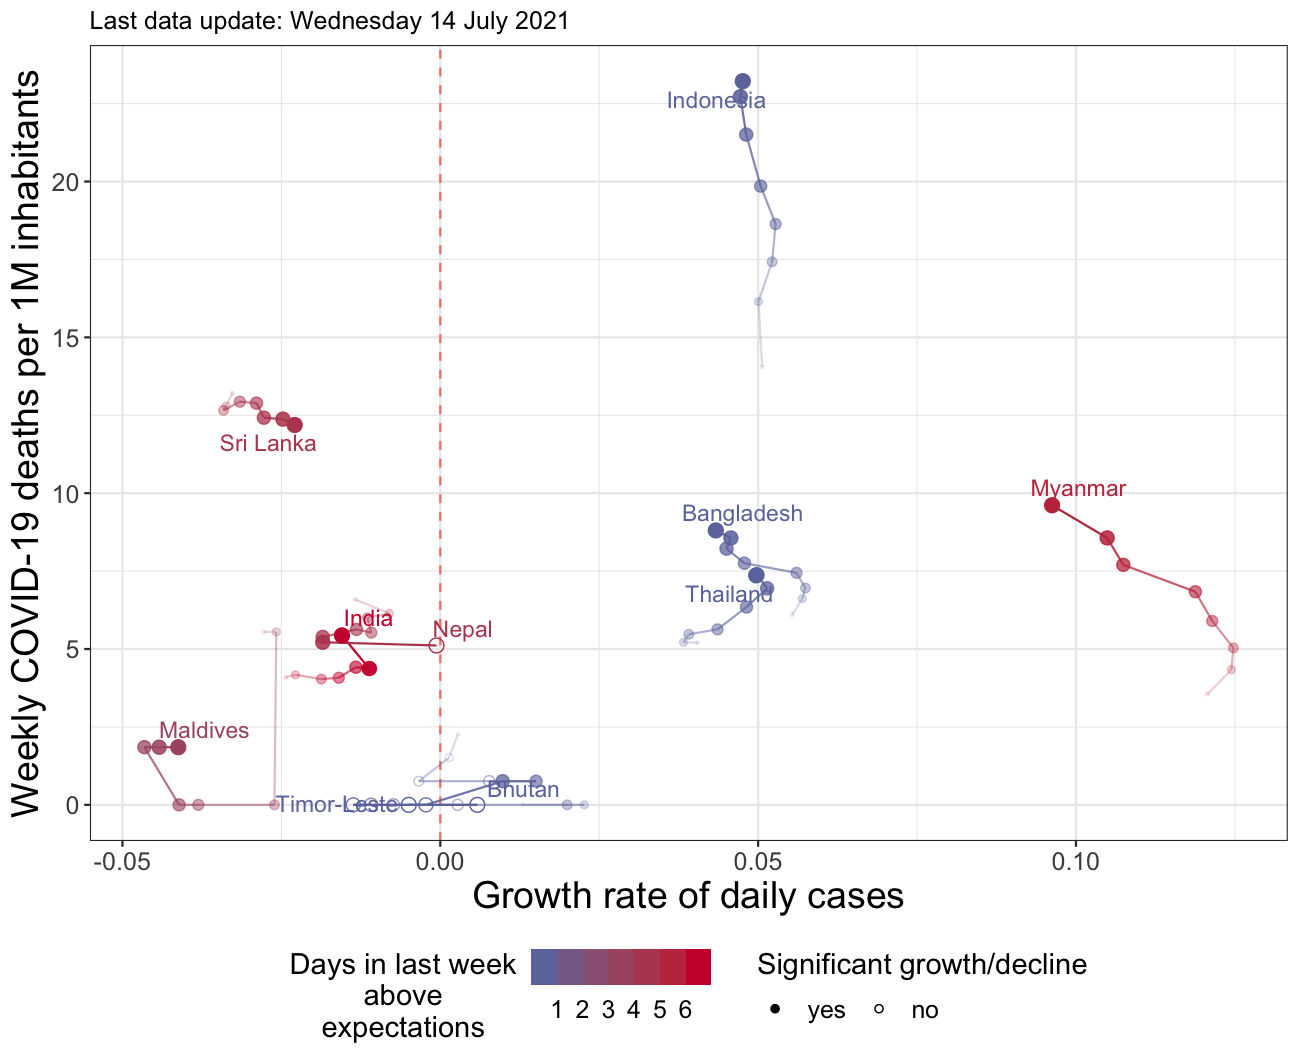 Last data update: Wednesday 14 July 2021
Weekly COVID-19 deaths per 1M inhabitants
20
15
10
5
0
Indonesia
Sri Lanka
Myanmar
Bangladesh
Thailand
India
Nepal
Maldives
Bhutan
Timor-Leste
-0.05
0.00
0.05
0.10
Growth rate of daily cases
Days in last week
above
expectations
1 2 3 4 5 6
Significant growth/decline
yes no